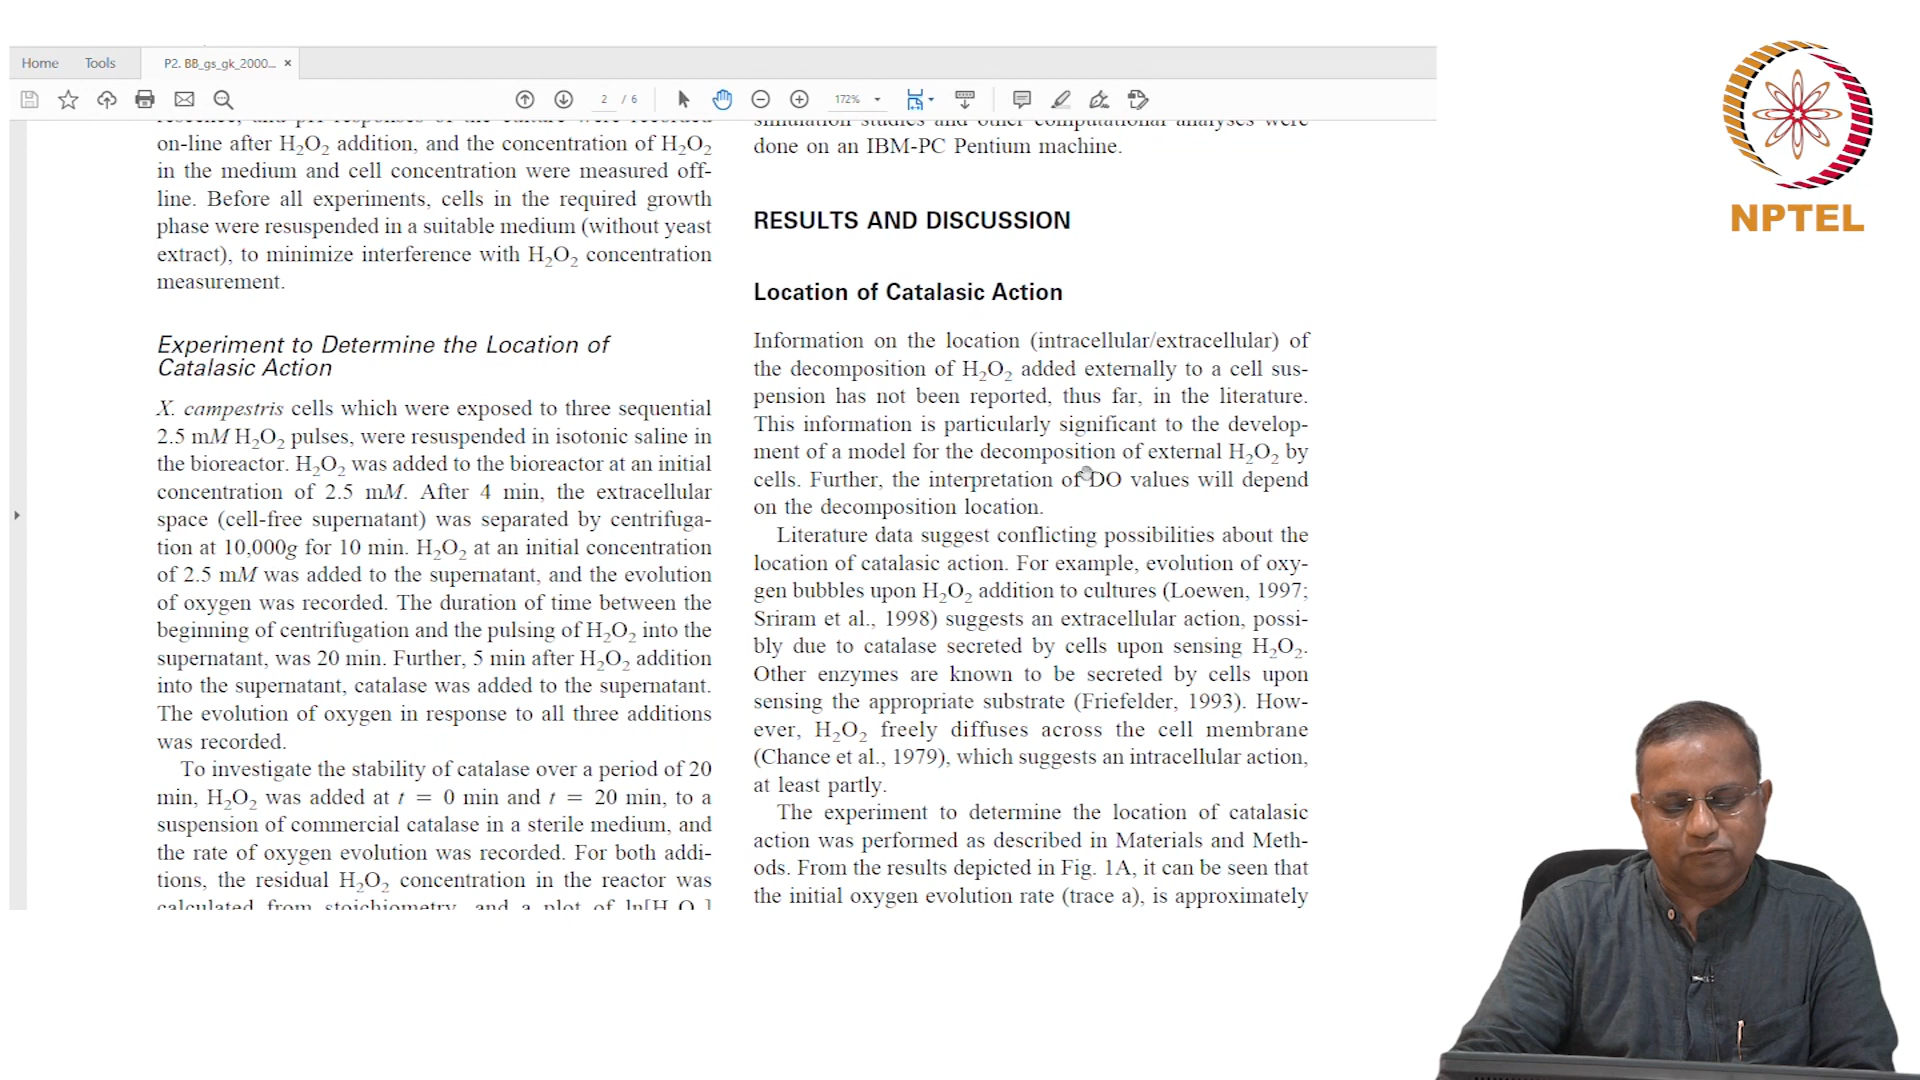 Home
Tools
P2. BB_gs_gk_2000... ×
2 / 6
172%
on-line after H₂O₂ addition, and the concentration of H₂O₂
in the medium and cell concentration were measured off-
line. Before all experiments, cells in the required growth
phase were resuspended in a suitable medium (without yeast
extract), to minimize interference with H₂O₂ concentration
measurement.
Experiment to Determine the Location of
Catalasic Action
X. campestris cells which were exposed to three sequential
2.5 mM H₂O₂ pulses, were resuspended in isotonic saline in
the bioreactor. H₂O₂ was added to the bioreactor at an initial
concentration of 2.5 mM. After 4 min, the extracellular
space (cell-free supernatant) was separated by centrifuga-
tion at 10,000g for 10 min. H₂O₂ at an initial concentration
of 2.5 mM was added to the supernatant, and the evolution
of oxygen was recorded. The duration of time between the
beginning of centrifugation and the pulsing of H₂O₂ into the
supernatant, was 20 min. Further, 5 min after H₂O₂ addition
into the supernatant, catalase was added to the supernatant.
The evolution of oxygen in response to all three additions
was recorded.
To investigate the stability of catalase over a period of 20
min, H₂O₂ was added at t = 0 min and t = 20 min, to a
suspension of commercial catalase in a sterile medium, and
the rate of oxygen evolution was recorded. For both addi-
tions, the residual H₂O₂ concentration in the reactor was
calculated from stoichiometry, and a plot of ln[H₂O₂]
simulation studies and other computational analyses were
done on an IBM-PC Pentium machine.
RESULTS AND DISCUSSION
Location of Catalasic Action
Information on the location (intracellular/extracellular) of
the decomposition of H₂O₂ added externally to a cell sus-
pension has not been reported, thus far, in the literature.
This information is particularly significant to the develop-
ment of a model for the decomposition of external H₂O₂ by
cells. Further, the interpretation of DO values will depend
on the decomposition location.
Literature data suggest conflicting possibilities about the
location of catalasic action. For example, evolution of oxy-
gen bubbles upon H₂O₂ addition to cultures (Loewen, 1997;
Sriram et al., 1998) suggests an extracellular action, possi-
bly due to catalase secreted by cells upon sensing H₂O₂.
Other enzymes are known to be secreted by cells upon
sensing the appropriate substrate (Friefelder, 1993). How-
ever, H₂O₂ freely diffuses across the cell membrane
(Chance et al., 1979), which suggests an intracellular action,
at least partly.
The experiment to determine the location of catalasic
action was performed as described in Materials and Meth-
ods. From the results depicted in Fig. 1A, it can be seen that
the initial oxygen evolution rate (trace a), is approximately
NPTEL